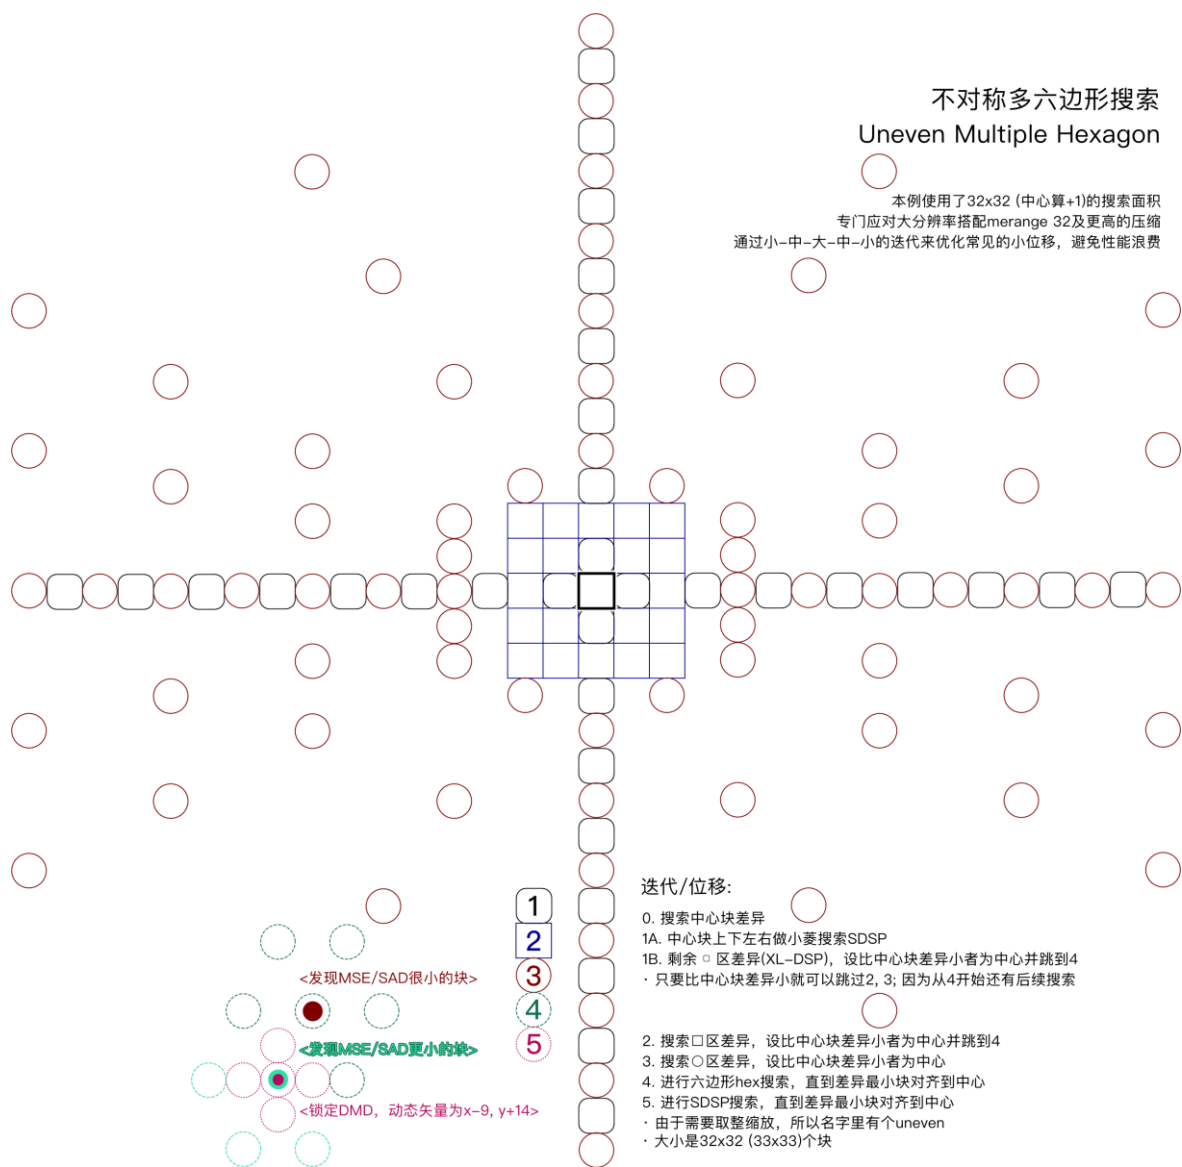 不对称多六边形搜索
Uneven Multiple Hexagon
本例使用了32x32 (中心算+1)的搜索面积
专门应对大分辨率搭配merange 32及更高的压缩
通过小-中-大-中-小的迭代来优化常见的小位移，避免性能浪费
1
2
3
4
5
<发现MSE/SAD很小的块>
<发现MSE/SAD更小的块>
<锁定DMD，动态矢量为x-9, y+14>
迭代/位移:
0. 搜索中心块差异
1A. 中心块上下左右做小菱搜索SDSP
1B. 剩余▢区差异(XL-DSP)，设比中心块差异小者为中心并跳到4
· 只要比中心块差异小就可以跳过2, 3; 因为从4开始还有后续搜索
2. 搜索□区差异，设比中心块差异小者为中心并跳到4
3. 搜索○区差异，设比中心块差异小者为中心
4. 进行六边形hex搜索，直到差异最小块对齐到中心
5. 进行SDSP搜索，直到差异最小块对齐到中心
· 由于需要取整缩放，所以名字里有个uneven
· 大小是32x32 (33x33)个块